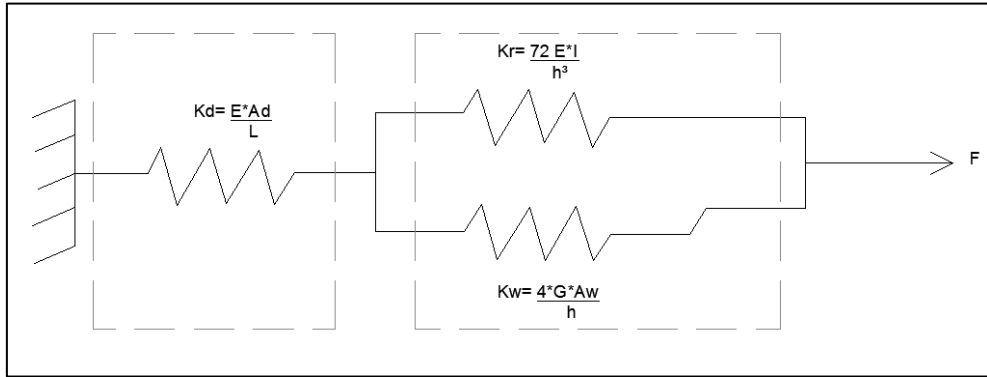 Kd= E*Ad
L
Kr= 72 E*I
h³
Kw= 4*G*Aw
h
F